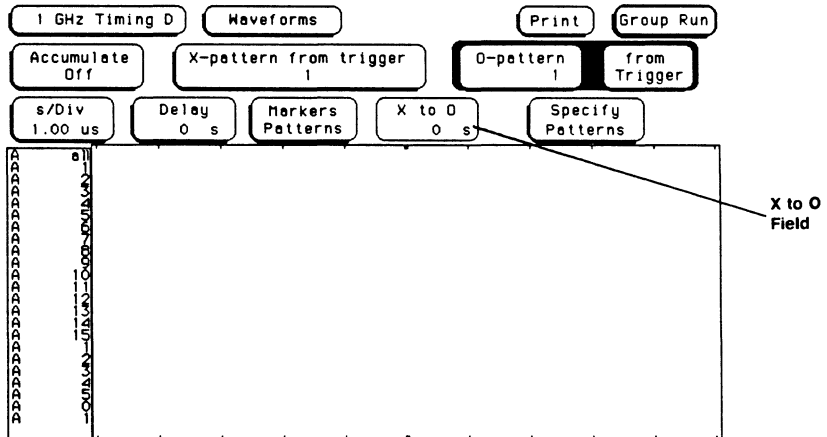 1 GHz Timing D Waveforms Print Group Run
Accumulate
Off
X-pattern from trigger
1
O-pattern
1
from
Trigger
s/Div
1.00 us
Delay
0 s
Markers
Patterns
X to O
0 s
Specify
Patterns
A all
A 1
A 2
A 3
A 4
A 5
A 6
A 7
A 8
A 9
A 10
A 11
A 12
A 13
A 14
A 15
A 1
A 2
A 3
A 4
A 5
A 0
A 1
X to O
Field